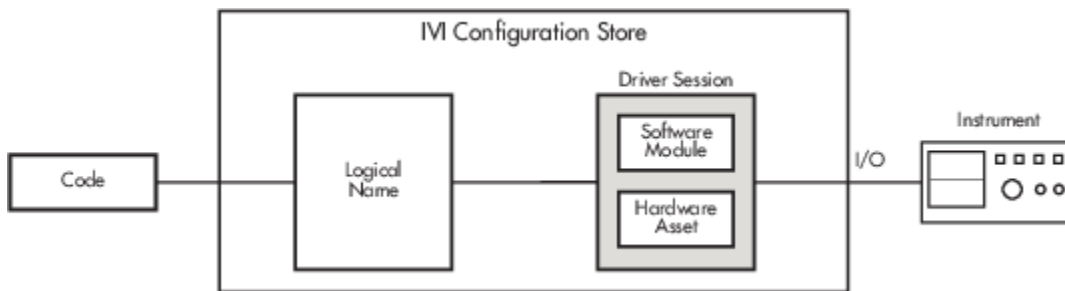 IVI Configuration Store
Driver Session
Software
Module
Instrument
I/O
Code
Logical
Name
Hardware
Asset